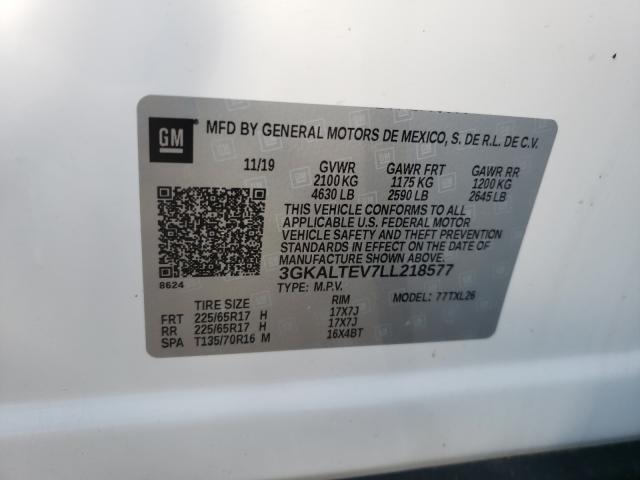 GM
MFD BY GENERAL MOTORS DE MEXICO, S. DE R.L. DE C.V.
11/19 GVWR GAWR FRT GAWR RR
2100 KG 1175 KG 1200 KG
4630 LB 2590 LB 2645 LB
THIS VEHICLE CONFORMS TO ALL
APPLICABLE U.S. FEDERAL MOTOR
VEHICLE SAFETY AND THEFT
STANDARDS IN EFFECT ON THE
DATE OF MANUFACTURE SHOWN ABOVE.
8624
3GKALTEV7LL218577
TYPE: M.P.V.
MODEL: 77TXL26
TIRE SIZE RIM
FRT 225/65R17 H 17X7J
RR 225/65R17 H 17X7J
SPA T135/70R16 M 16X4BT